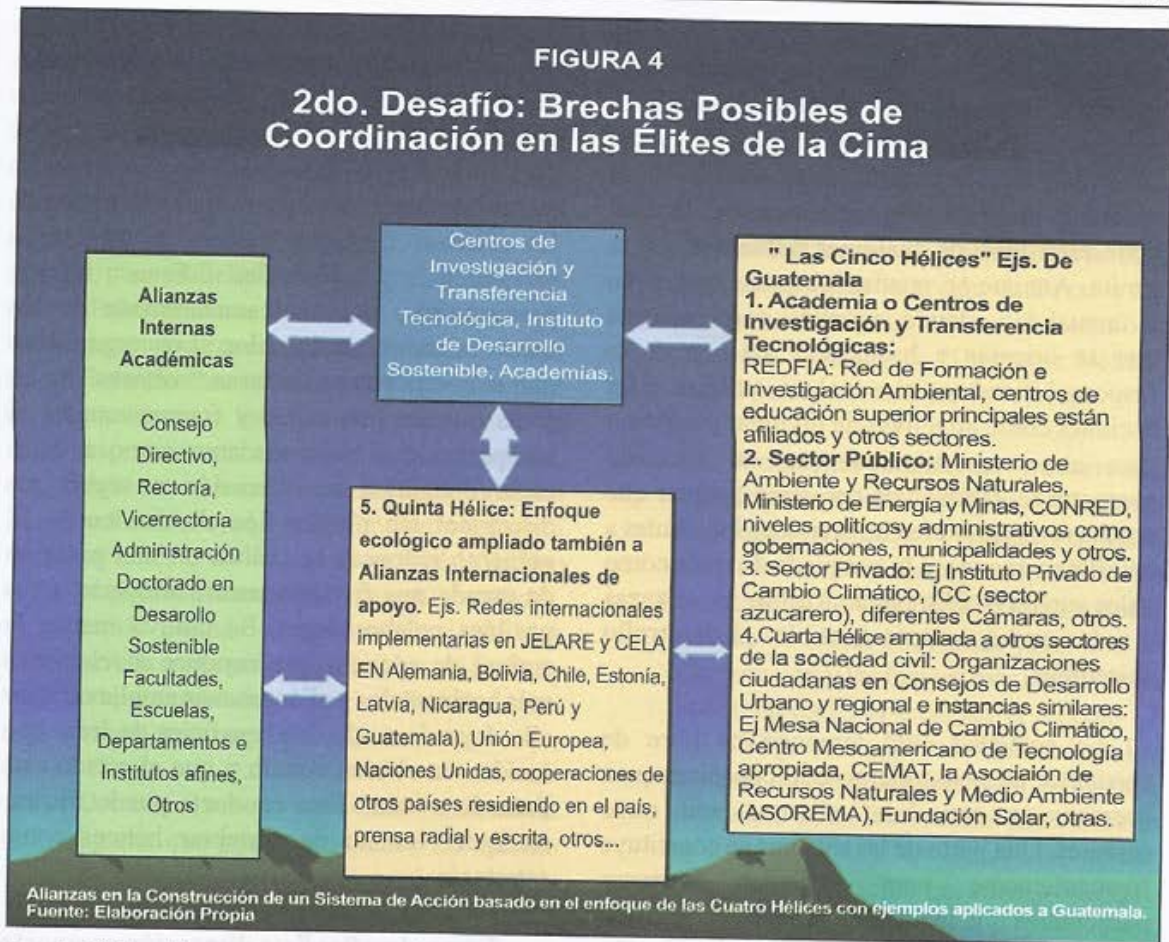 FIGURA 4
2do. Desafío: Brechas Posibles de
Coordinación en las Élites de la Cima
Alianzas
Internas
Académicas
Consejo
Directivo,
Rectoría,
Vicerrectoría
Administración
Doctorado en
Desarollo
Sostenible
Facultades,
Escuelas,
Departamentos e
Institutos afines,
Otros
Centros de
Investigación y
Transferencia
Tecnológica, Instituto
de Desarrollo
Sostenible, Academías.
5. Quinta Hélice: Enfoque
ecológico ampliado también a
Alianzas Internacionales de
apoyo. Ejs. Redes internacionales
implementarias en JELARE y CELA
EN Alemania, Bolivia, Chile, Estonía,
Latvía, Nicaragua, Perú y
Guatemala), Unión Europea,
Naciones Unidas, cooperaciones de
otros países residiendo en el país,
prensa radial y escrita, otros...
" Las Cinco Hélices" Ejs. De
Guatemala
1. Academia o Centros de
Investigación y Transferencia
Tecnológicas:
REDFIA: Red de Formación e
Investigación Ambiental, centros de
educación superior principales están
afiliados y otros sectores.
2. Sector Público: Ministerio de
Ambiente y Recursos Naturales,
Ministerio de Energía y Minas, CONRED,
niveles politícosy administrativos como
gobernaciones, municipalidades y otros.
3. Sector Privado: Ej Instituto Privado de
Cambio Climático, ICC (sector
azucarero), diferentes Cámaras, otros.
4.Cuarta Hélice ampliada a otros sectores
de la sociedad civil: Organizaciones
ciudadanas en Consejos de Desarrollo
Urbano y regional e instancias similares:
Ej Mesa Nacional de Cambio Climático,
Centro Mesoamericano de Tecnología
apropiada, CEMAT, la Asociaión de
Recursos Naturales y Medio Ambiente
(ASOREMA), Fundación Solar, otras.
Alianzas en la Construcción de un Sistema de Acción basado en el enfoque de las Cuatro Hélices con ejemplos aplicados a Guatemala.
Fuente: Elaboración Propia